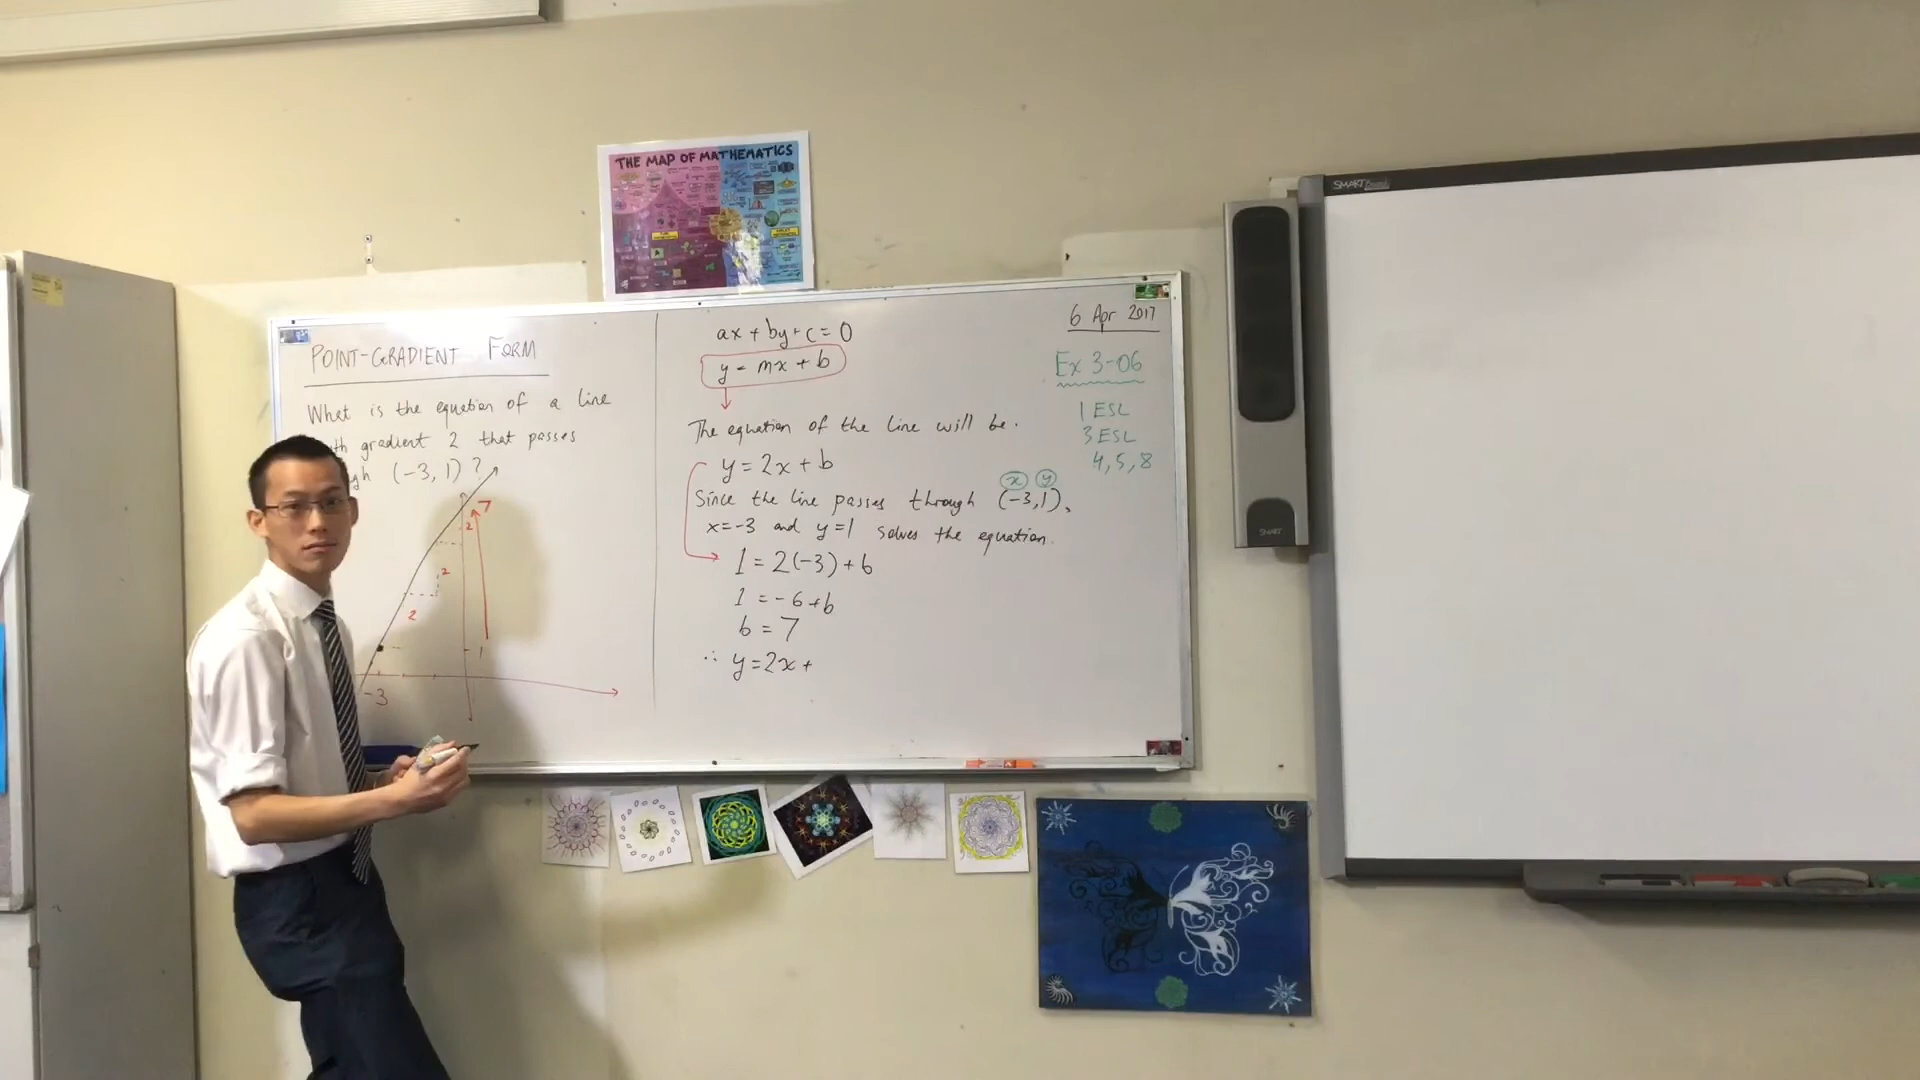 THE MAP OF MATHEMATICS
SMART Board
SMART
POINT-GRADIENT FORM
What is the equation of a line
gradient 2 that passes
(-3, 1)?
7
2
2
2
1
-3
ax + by + c = 0
y = mx + b
The equation of the line will be.
y = 2x + b
x y
Since the line passes through (-3, 1),
x = -3 and y = 1 solves the equation.
1 = 2(-3) + b
1 = -6 + b
b = 7
∴ y = 2x +
6 Apr 2017
Ex 3-06
1 ESL
3 ESL
4, 5, 8